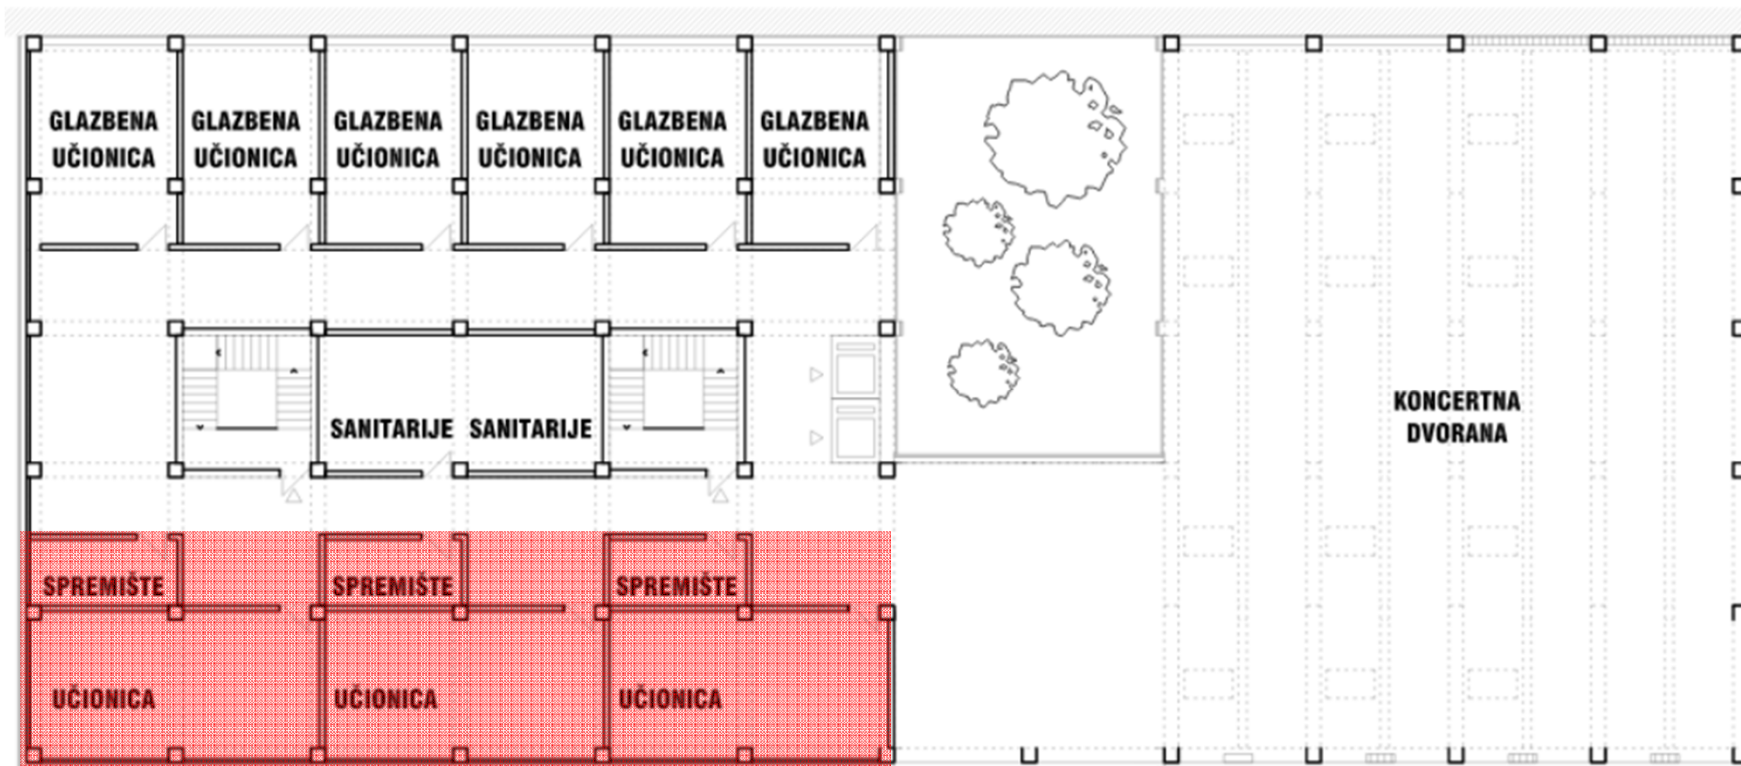 GLAZBENA
UČIONICA
GLAZBENA
UČIONICA
GLAZBENA
UČIONICA
GLAZBENA
UČIONICA
GLAZBENA
UČIONICA
GLAZBENA
UČIONICA
SANITARIJE
SANITARIJE
KONCERTNA
DVORANA
SPREMIŠTE
SPREMIŠTE
SPREMIŠTE
UČIONICA
UČIONICA
UČIONICA